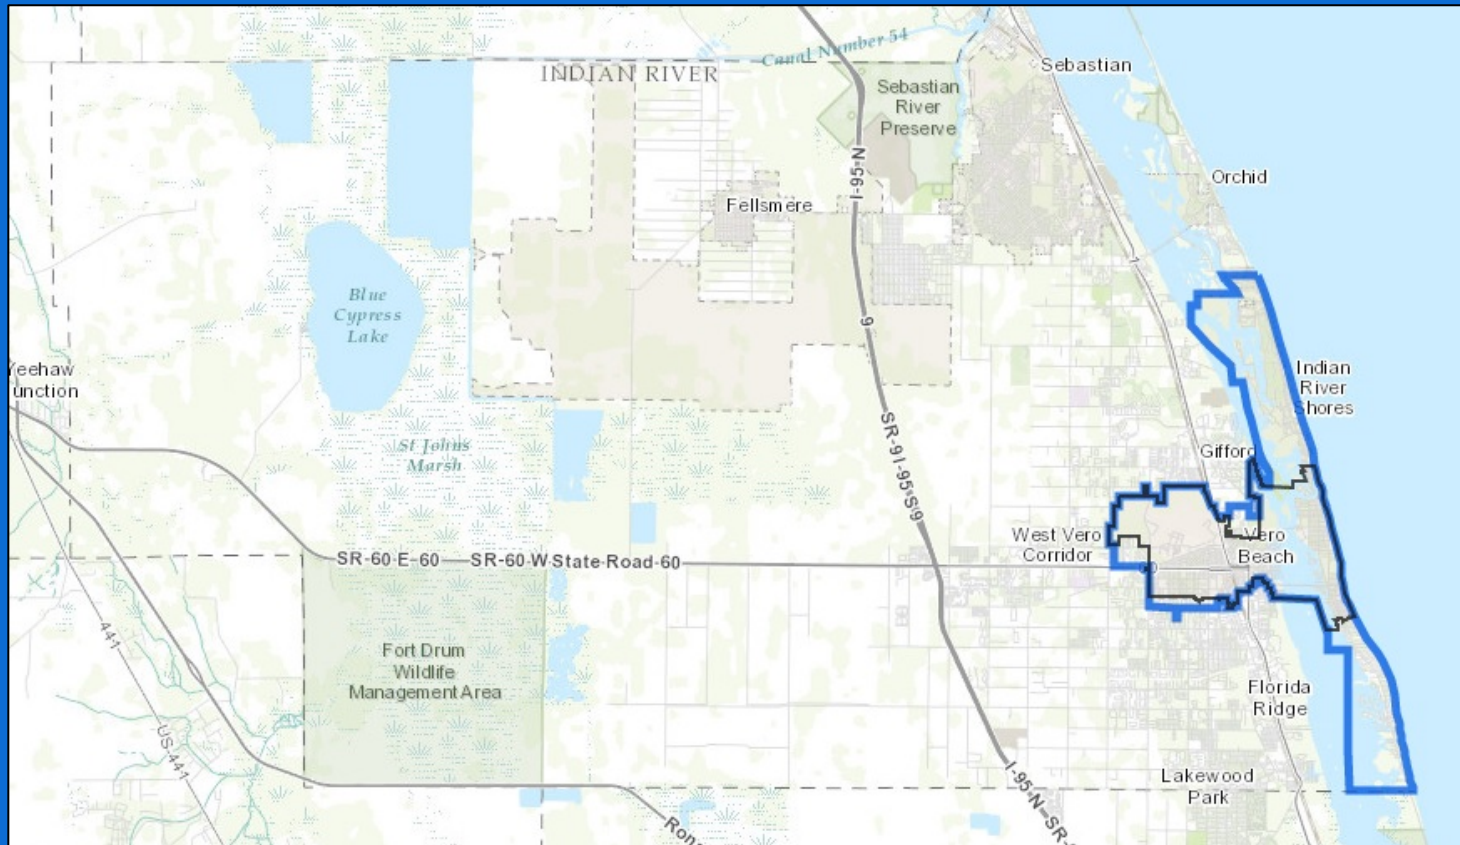 Canal Number 54
INDIAN RIVER
Sebastian
Sebastian
River
Preserve
I-95-N
Orchid
Fellsmere
1
Blue
Cypress
Lake
9
Yeehaw
Junction
Indian
River
Shores
St Johns
Marsh
SR-9 I-95-S 9
Gifford
West Vero
Corridor
Vero
Beach
SR-60 E-60
SR-60 W State Road-60
441
Fort Drum
Wildlife
Management Area
Florida
Ridge
US-441
Lakewood
Park
I-95-N